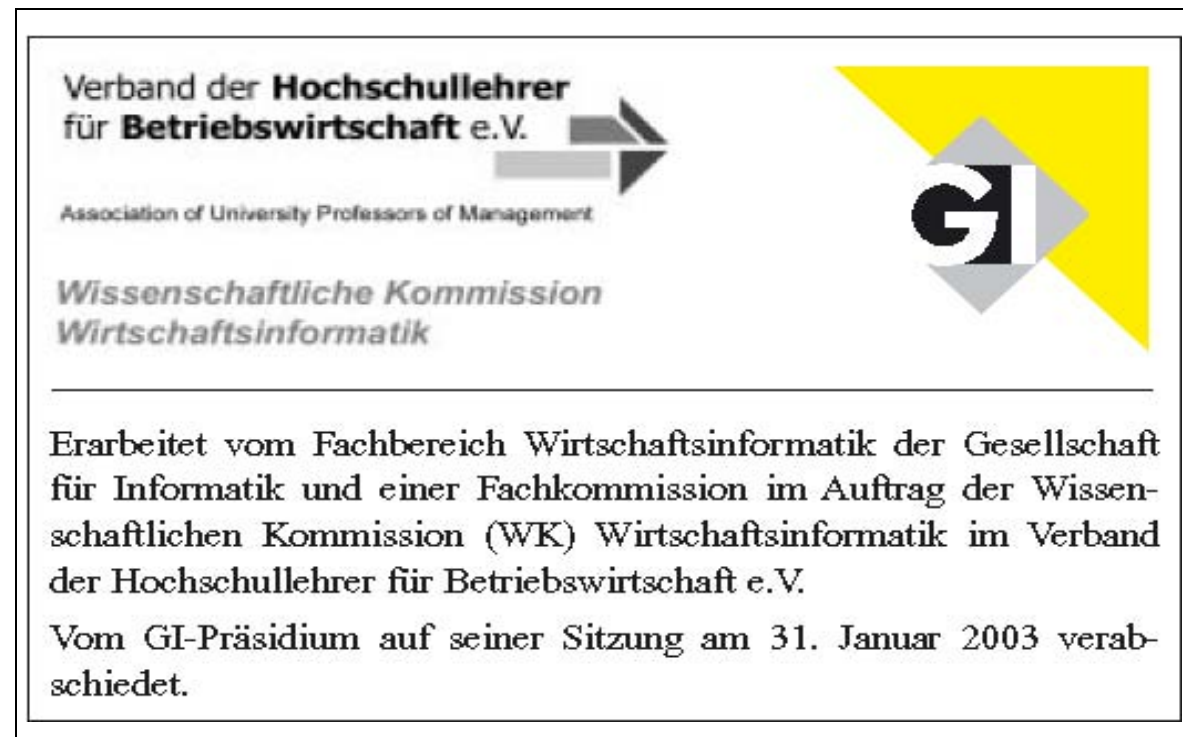 Verband der Hochschullehrer
für Betriebswirtschaft e.V.
Association of University Professors of Management
GI
Wissenschaftliche Kommission
Wirtschaftsinformatik
Erarbeitet vom Fachbereich Wirtschaftsinformatik der Gesellschaft
für Informatik und einer Fachkommission im Auftrag der Wissen-
schaftlichen Kommission (WK) Wirtschaftsinformatik im Verband
der Hochschullehrer für Betriebswirtschaft e.V.
Vom GI-Präsidium auf seiner Sitzung am 31. Januar 2003 verab-
schiedet.